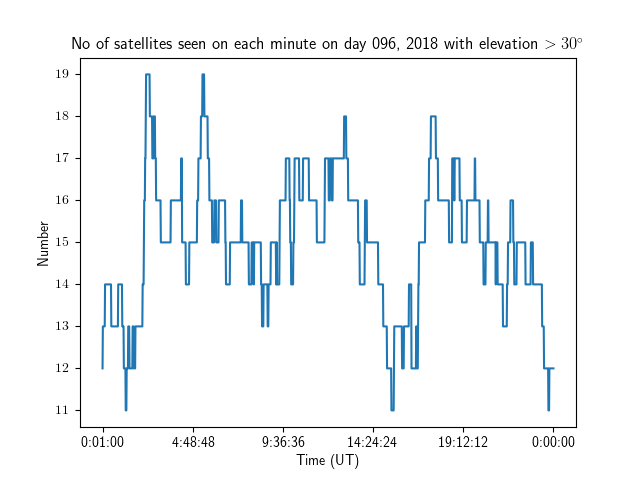 No of satellites seen on each minute on day 096, 2018 with elevation > 30°
19
18
17
16
15
14
13
12
11
Number
0:01:00 4:48:48 9:36:36 14:24:24 19:12:12 0:00:00
Time (UT)